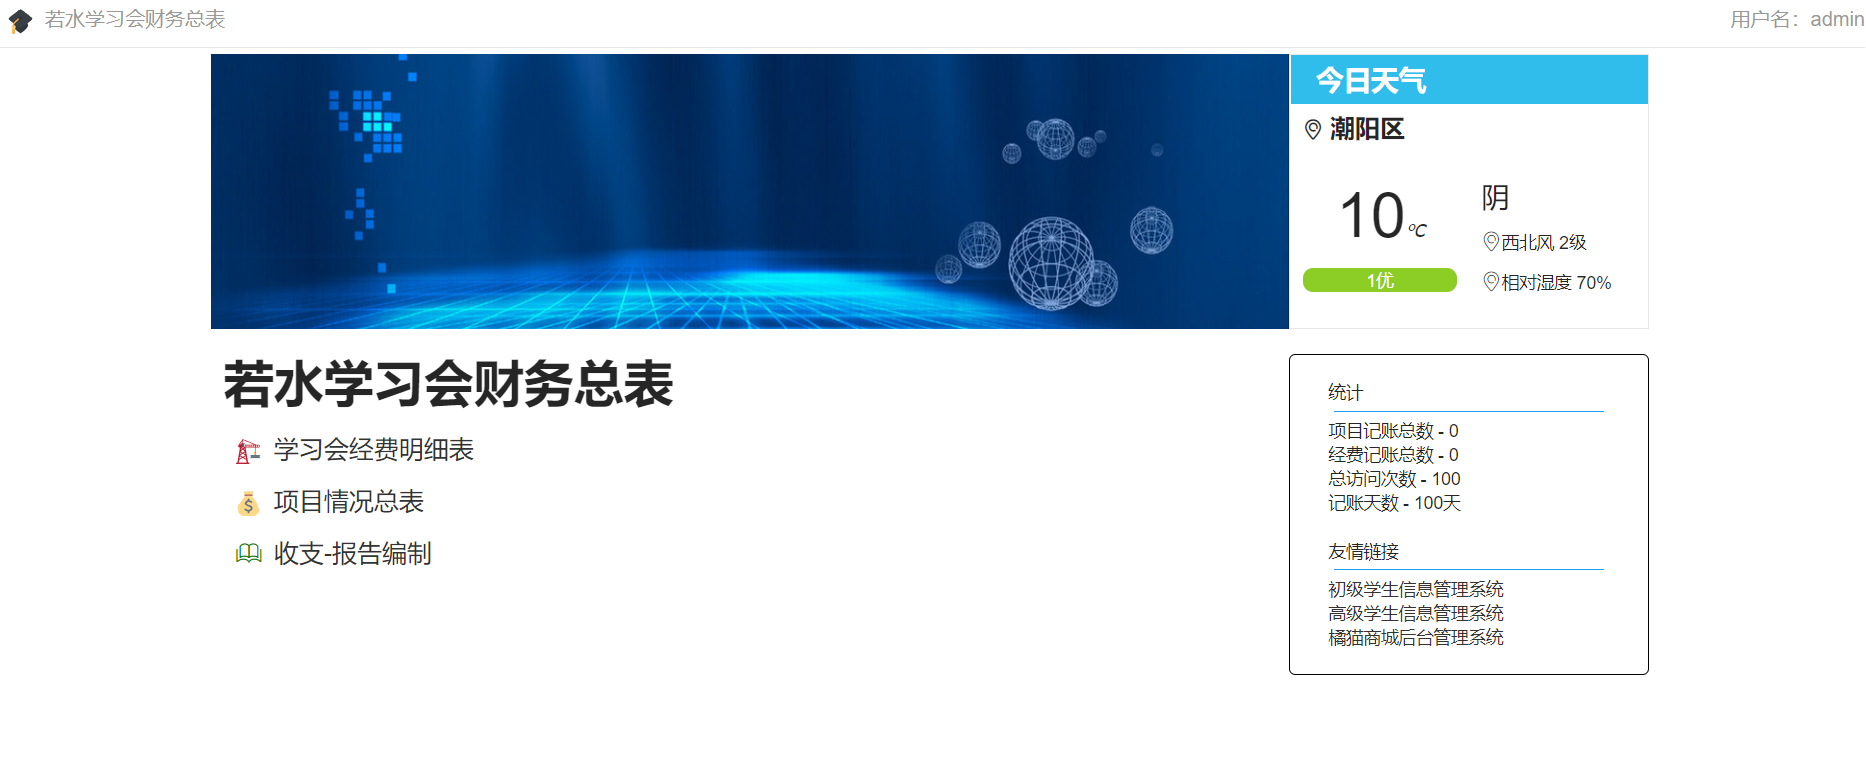 若水学习会财务总表
用户名：admin
今日天气
潮阳区
10℃
阴
西北风 2级
1优
相对湿度 70%
若水学习会财务总表
学习会经费明细表
项目情况总表
收支-报告编制
统计
项目记账总数 - 0
经费记账总数 - 0
总访问次数 - 100
记账天数 - 100天
友情链接
初级学生信息管理系统
高级学生信息管理系统
橘猫商城后台管理系统